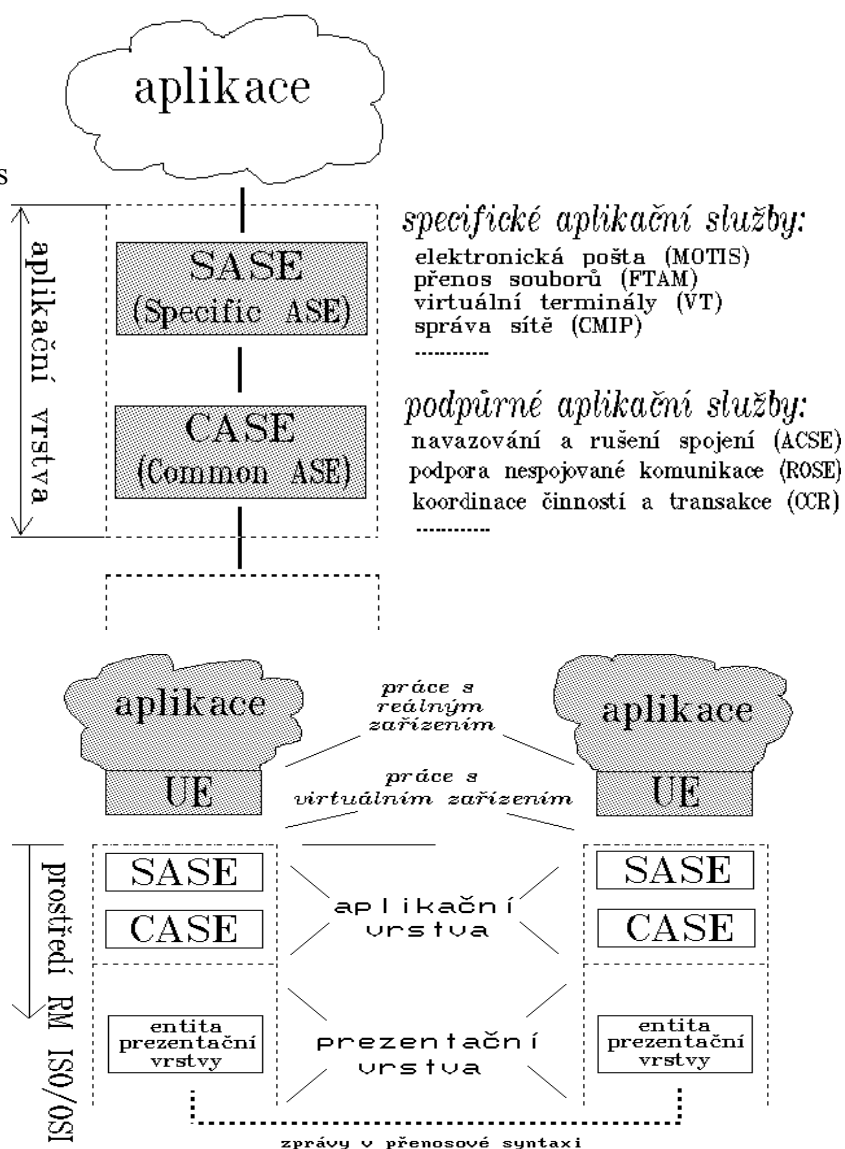 aplikace
s
aplikační vrstva
SASE
(Specific ASE)
specifické aplikační služby:
elektronická pošta (MOTIS)
přenos souborů (FTAM)
virtuální terminály (VT)
správa sítě (CMIP)
............
CASE
(Common ASE)
podpůrné aplikační služby:
navazování a rušení spojení (ACSE)
podpora nespojované komunikace (ROSE)
koordinace činností a transakce (CCR)
............
aplikace
UE
práce s
reálným
zařízením
práce s
virtuálním zařízením
aplikace
UE
prostředí RM ISO/OSI
SASE
CASE
aplikační
vrstva
SASE
CASE
entita
prezentační
vrstvy
prezentační
vrstva
entita
prezentační
vrstvy
zprávy v přenosové syntaxi